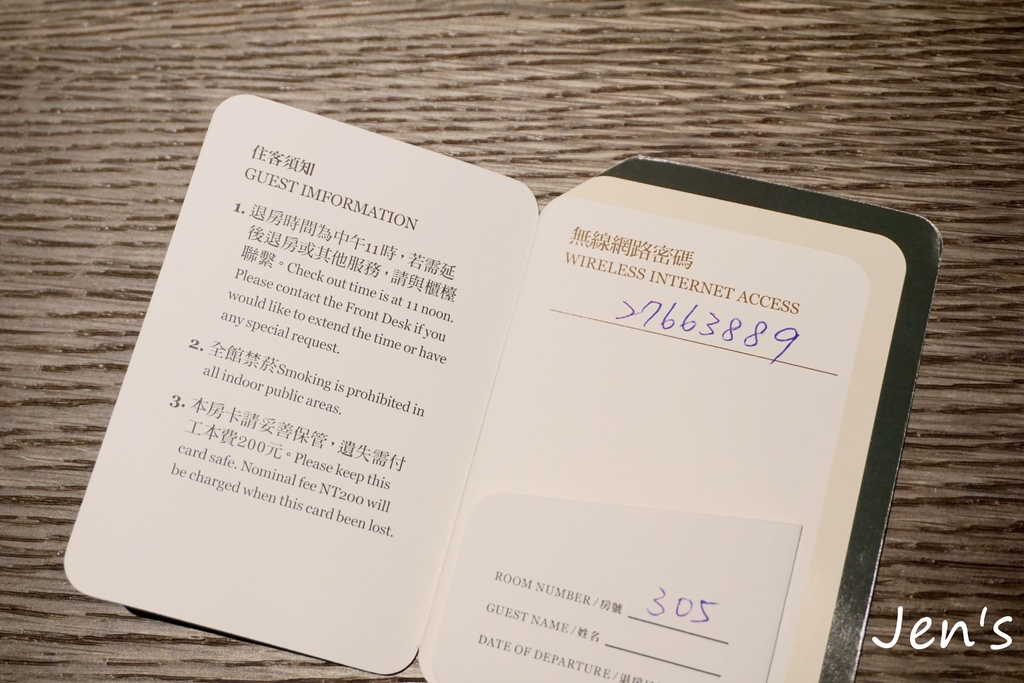 住客須知
GUEST IMFORMATION
1. 退房時間為中午11時，若需延
後退房或其他服務，請與櫃檯
聯繫。Check out time is at 11 noon.
Please contact the Front Desk if you
would like to extend the time or have
any special request.
2. 全館禁菸Smoking is prohibited in
all indoor public areas.
3. 本房卡請妥善保管，遺失需付
工本費200元。Please keep this
card safe. Nominal fee NT200 will
be charged when this card been lost.
無線網路密碼
WIRELESS INTERNET ACCESS
27663889
ROOM NUMBER / 房號 305
GUEST NAME / 姓名
DATE OF DEPARTURE / 退房
Jen's